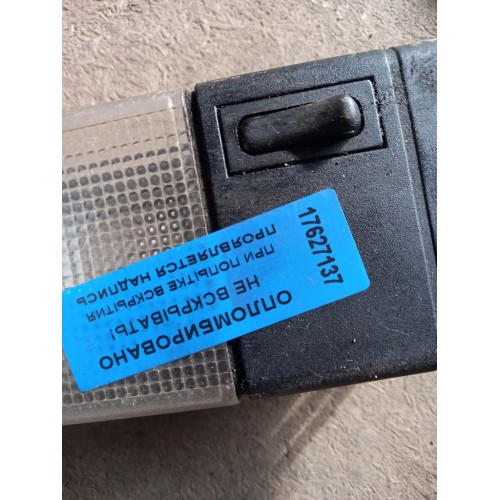 ОПЛОМБИРОВАНО
НЕ ВСКРЫВАТЬ!
ПРИ ПОПЫТКЕ ВСКРЫТИЯ
ПРОЯВЛЯЕТСЯ НАДПИСЬ
17627137